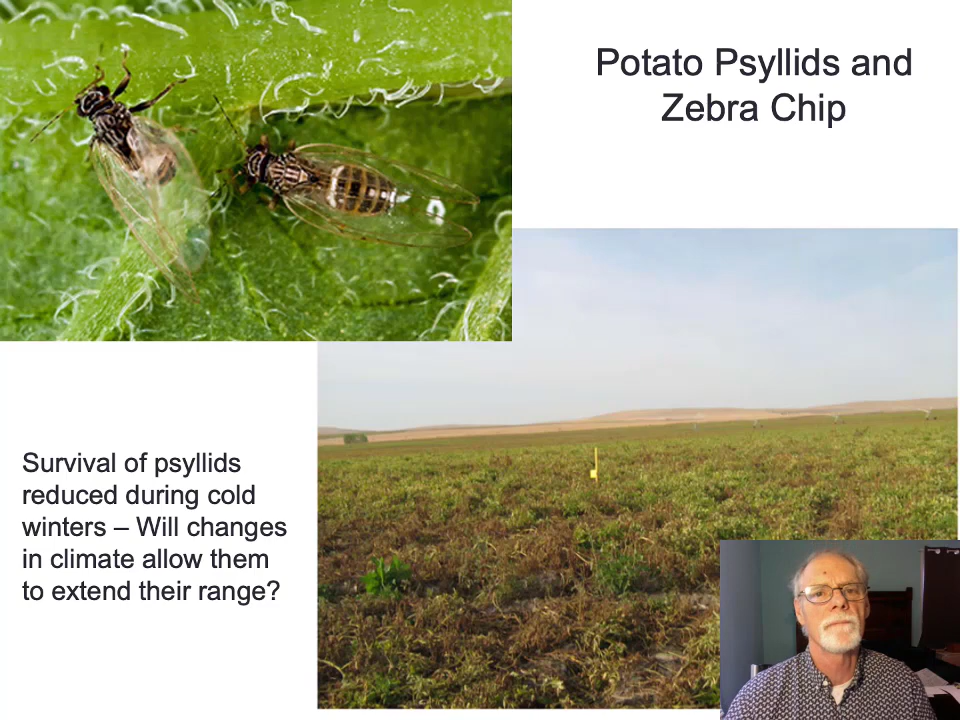 Potato Psyllids and
Zebra Chip
Survival of psyllids
reduced during cold
winters – Will changes
in climate allow them
to extend their range?